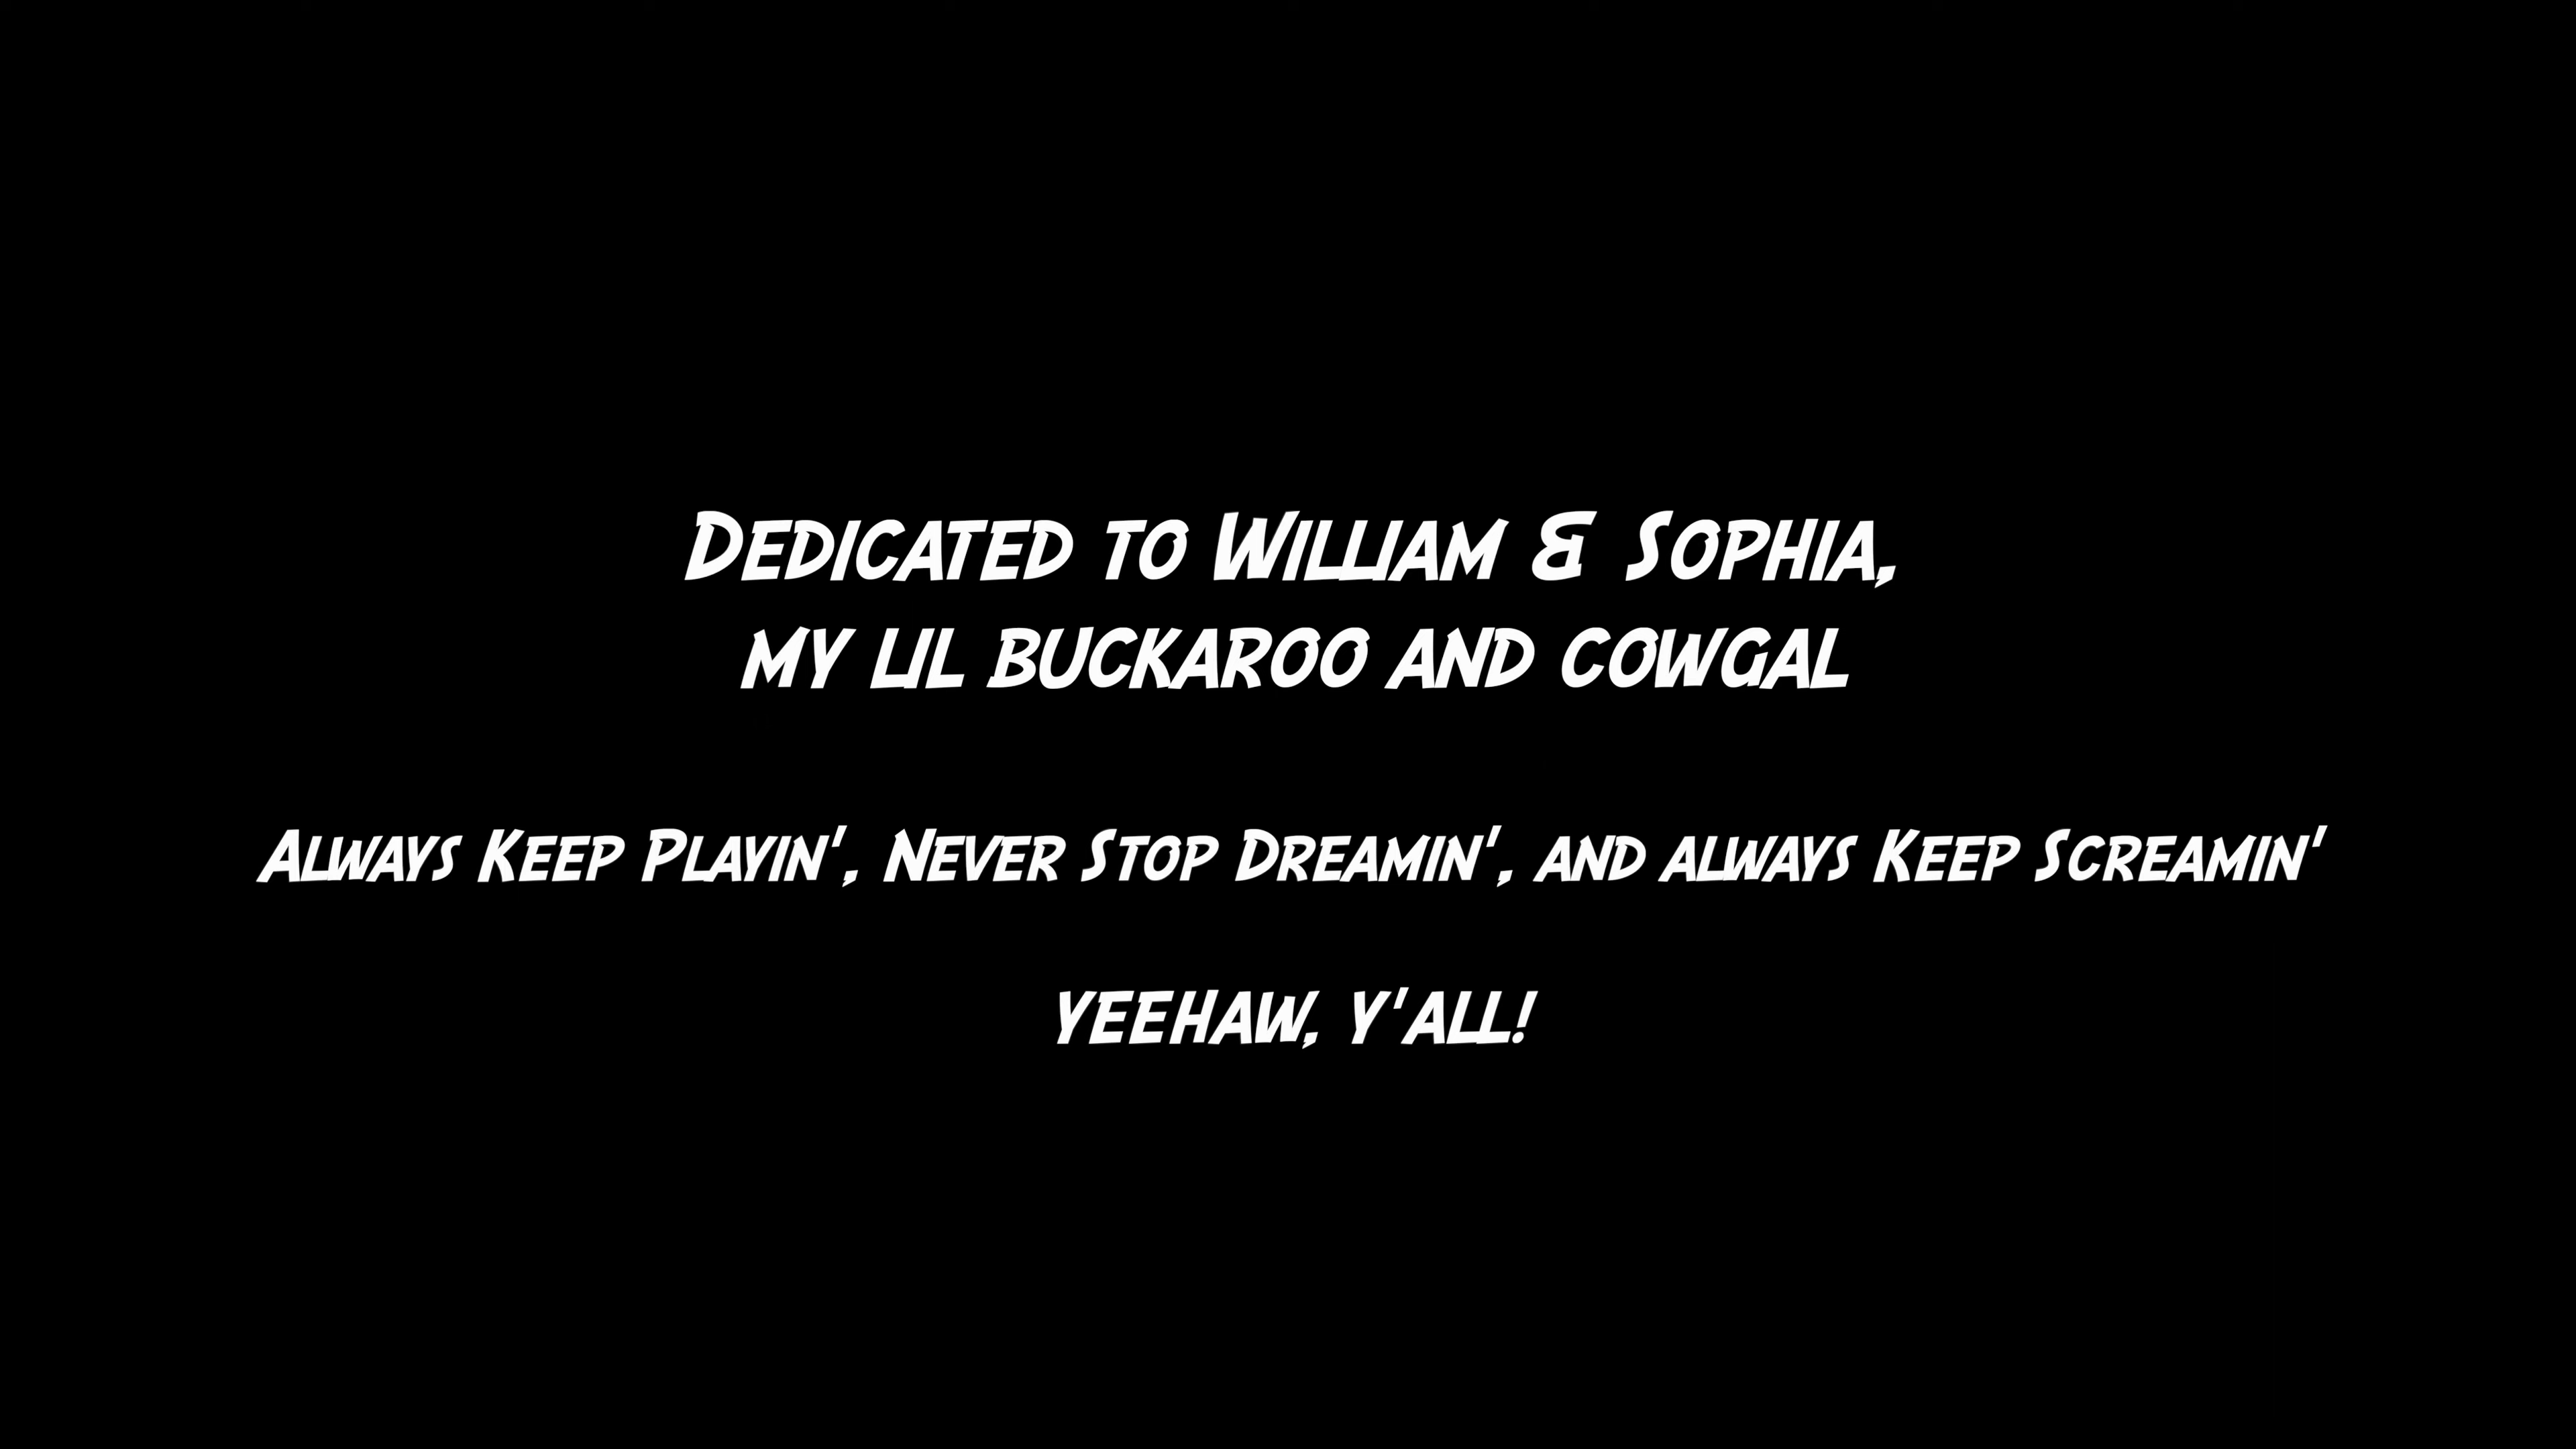 Dedicated to William & Sophia,
my lil buckaroo and cowgal
Always Keep Playin', Never Stop Dreamin', and always Keep Screamin'
YEEHAW, Y'ALL!